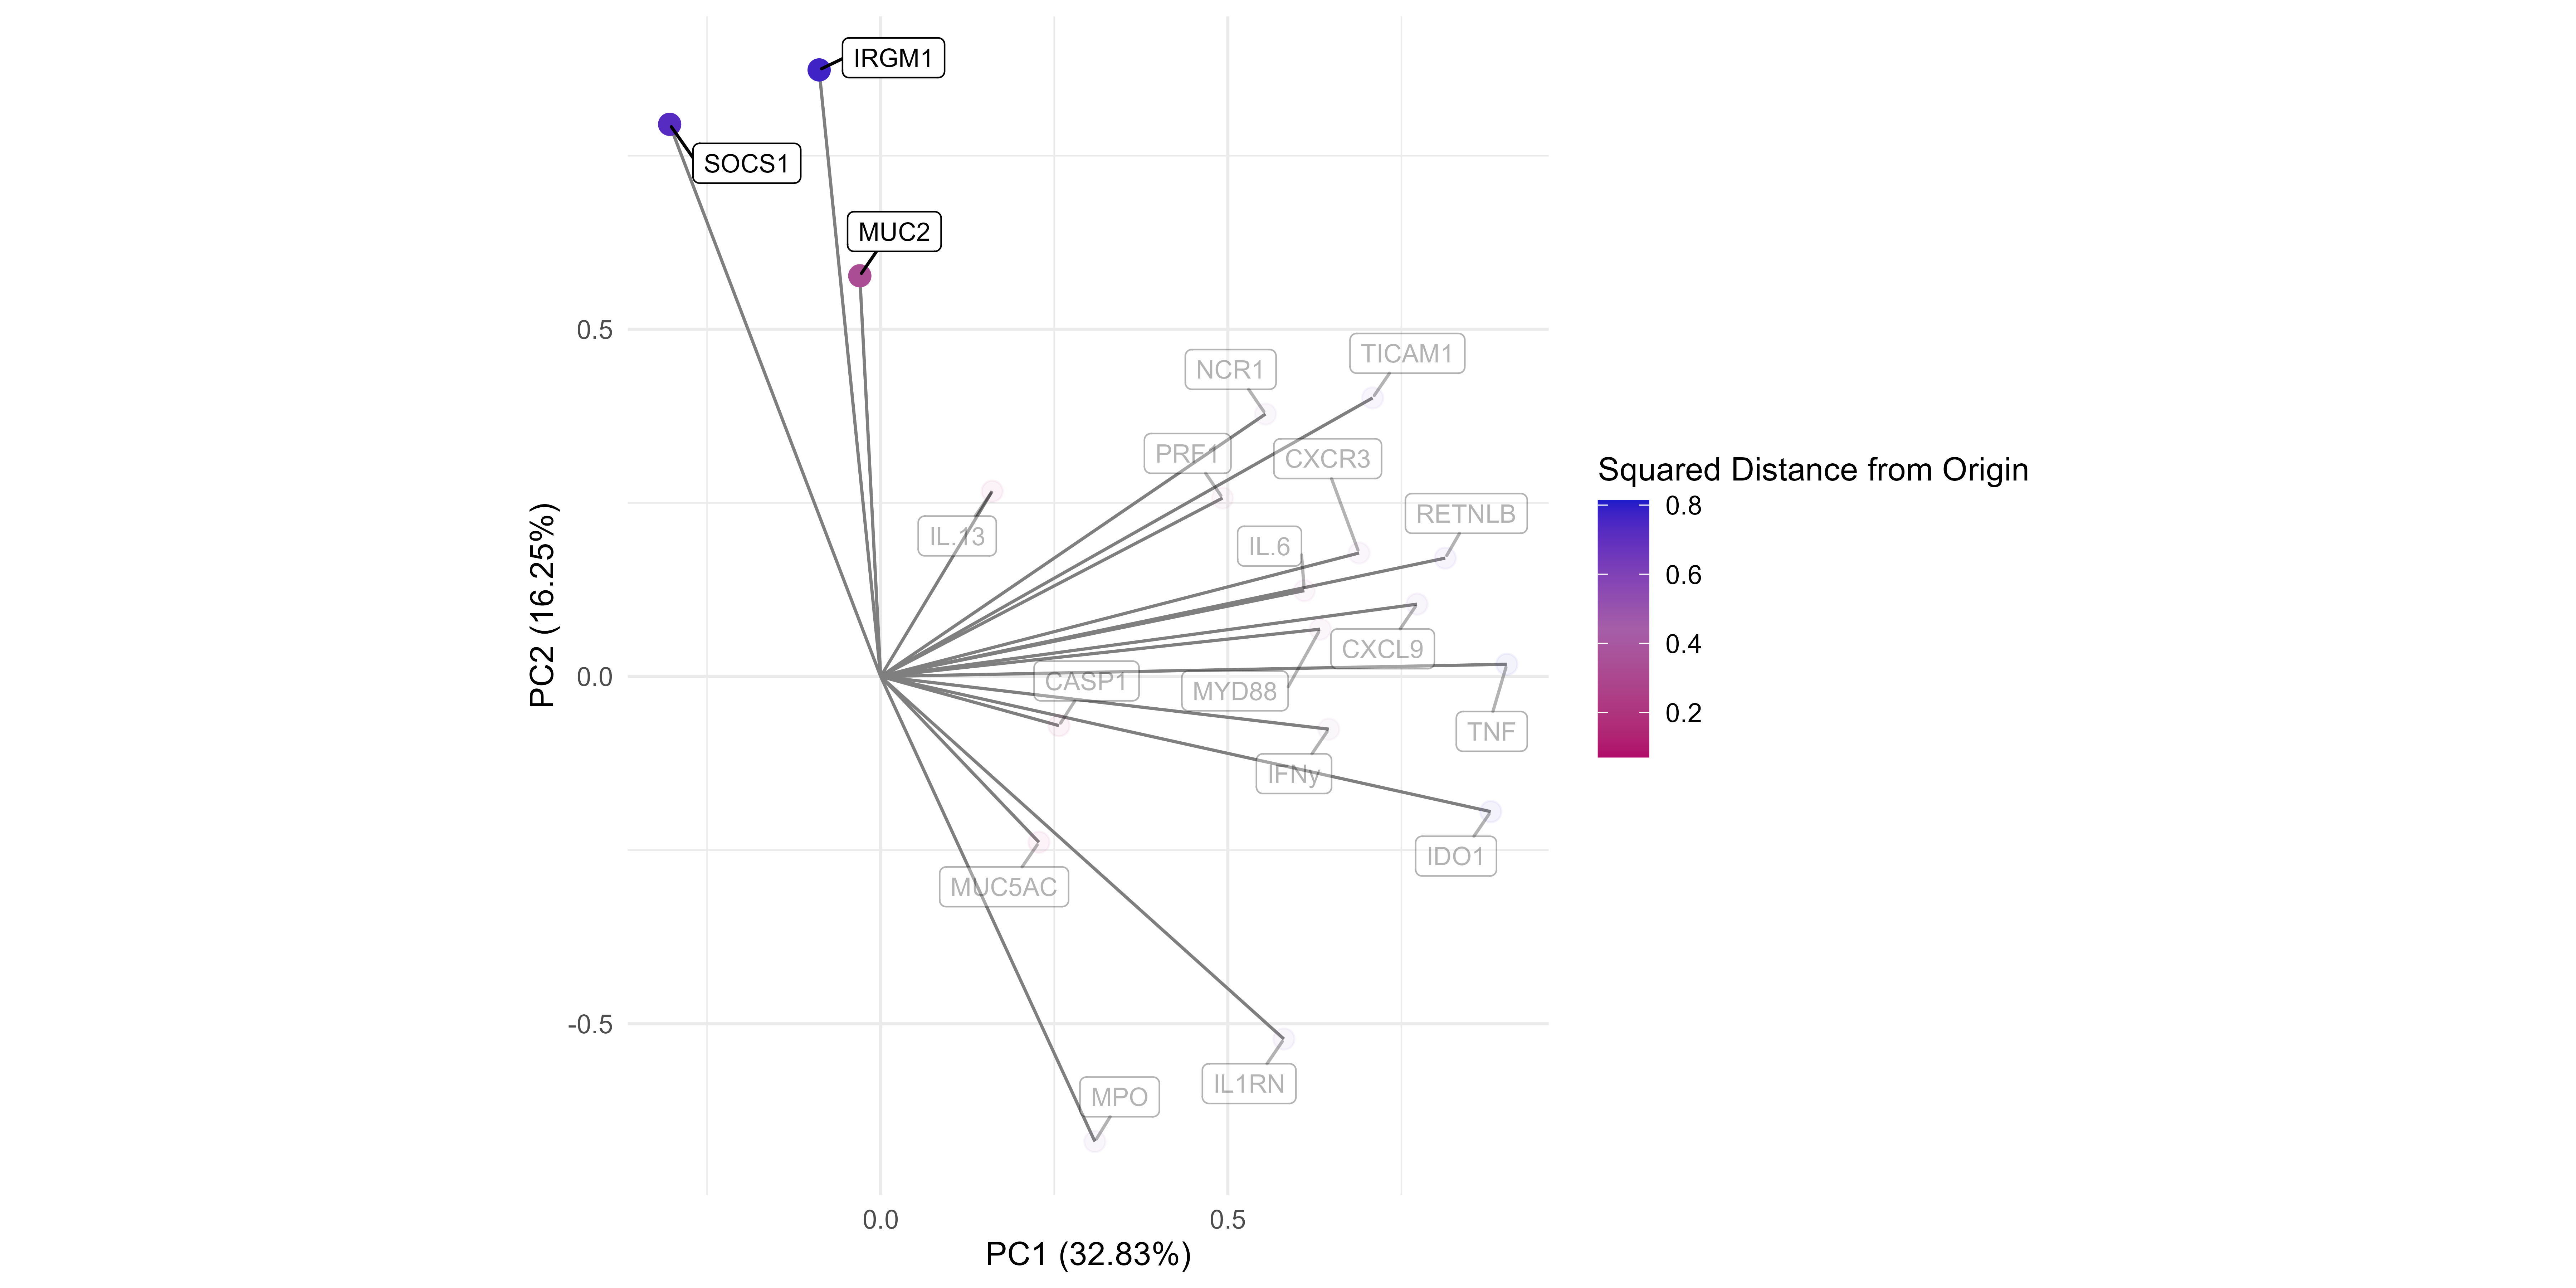 IRGM1
SOCS1
MUC2
0.5
TICAM1
NCR1
PRF1
CXCR3
RETNLB
IL.13
IL.6
CXCL9
0.0
CASP1
MYD88
TNF
IFNy
IDO1
MUC5AC
-0.5
IL1RN
MPO
0.0
0.5
PC1 (32.83%)
PC2 (16.25%)
Squared Distance from Origin
0.8
0.6
0.4
0.2